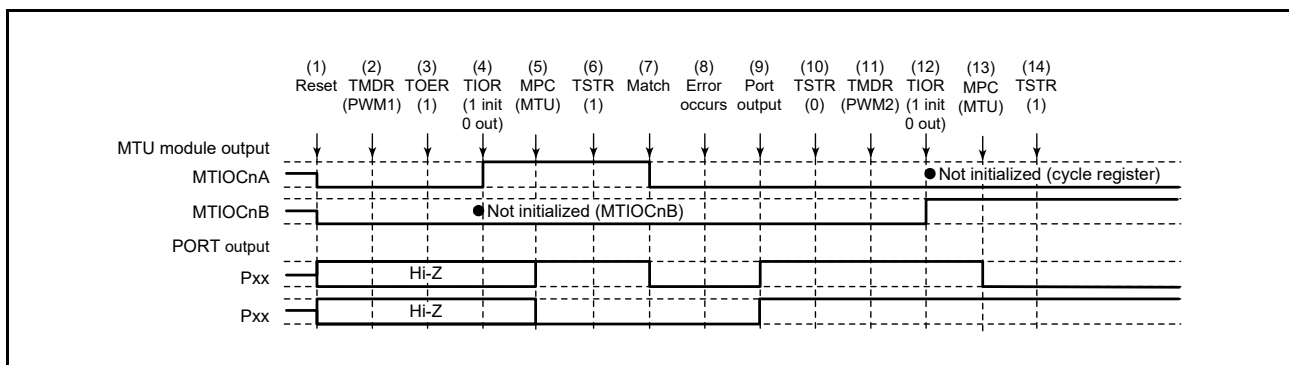 (1) (2) (3) (4) (5) (6) (7) (8) (9) (10) (11) (12) (13) (14)
Reset TMDR TOER TIOR MPC TSTR Match Error Port TSTR TMDR TIOR MPC TSTR
(PWM1) (1) (1 init (MTU) (1) occurs output (0) (PWM2) (1 init (MTU) (1)
0 out) 0 out)
MTU module output
MTIOCnA ● Not initialized (cycle register)
MTIOCnB ● Not initialized (MTIOCnB)
PORT output
Pxx Hi-Z
Pxx Hi-Z